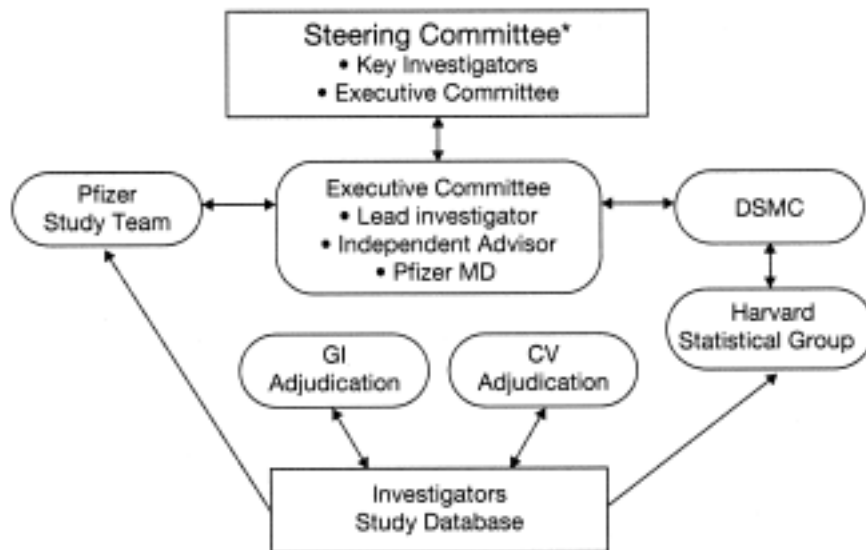 Steering Committee*
• Key Investigators
• Executive Committee
Pfizer
Study Team
Executive Committee
• Lead investigator
• Independent Advisor
• Pfizer MD
DSMC
Harvard
Statistical Group
GI
Adjudication
CV
Adjudication
Investigators
Study Database